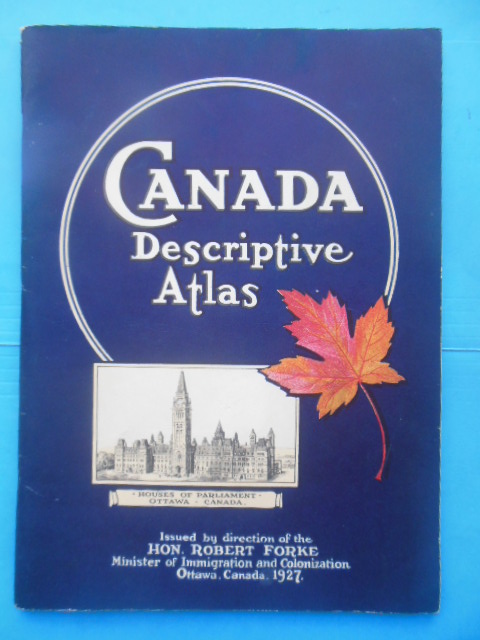 CANADA
Descriptive
Atlas
· HOUSES OF PARLIAMENT ·
OTTAWA · CANADA.
Issued by direction of the
HON. ROBERT FORKE
Minister of Immigration and Colonization
Ottawa, Canada, 1927.